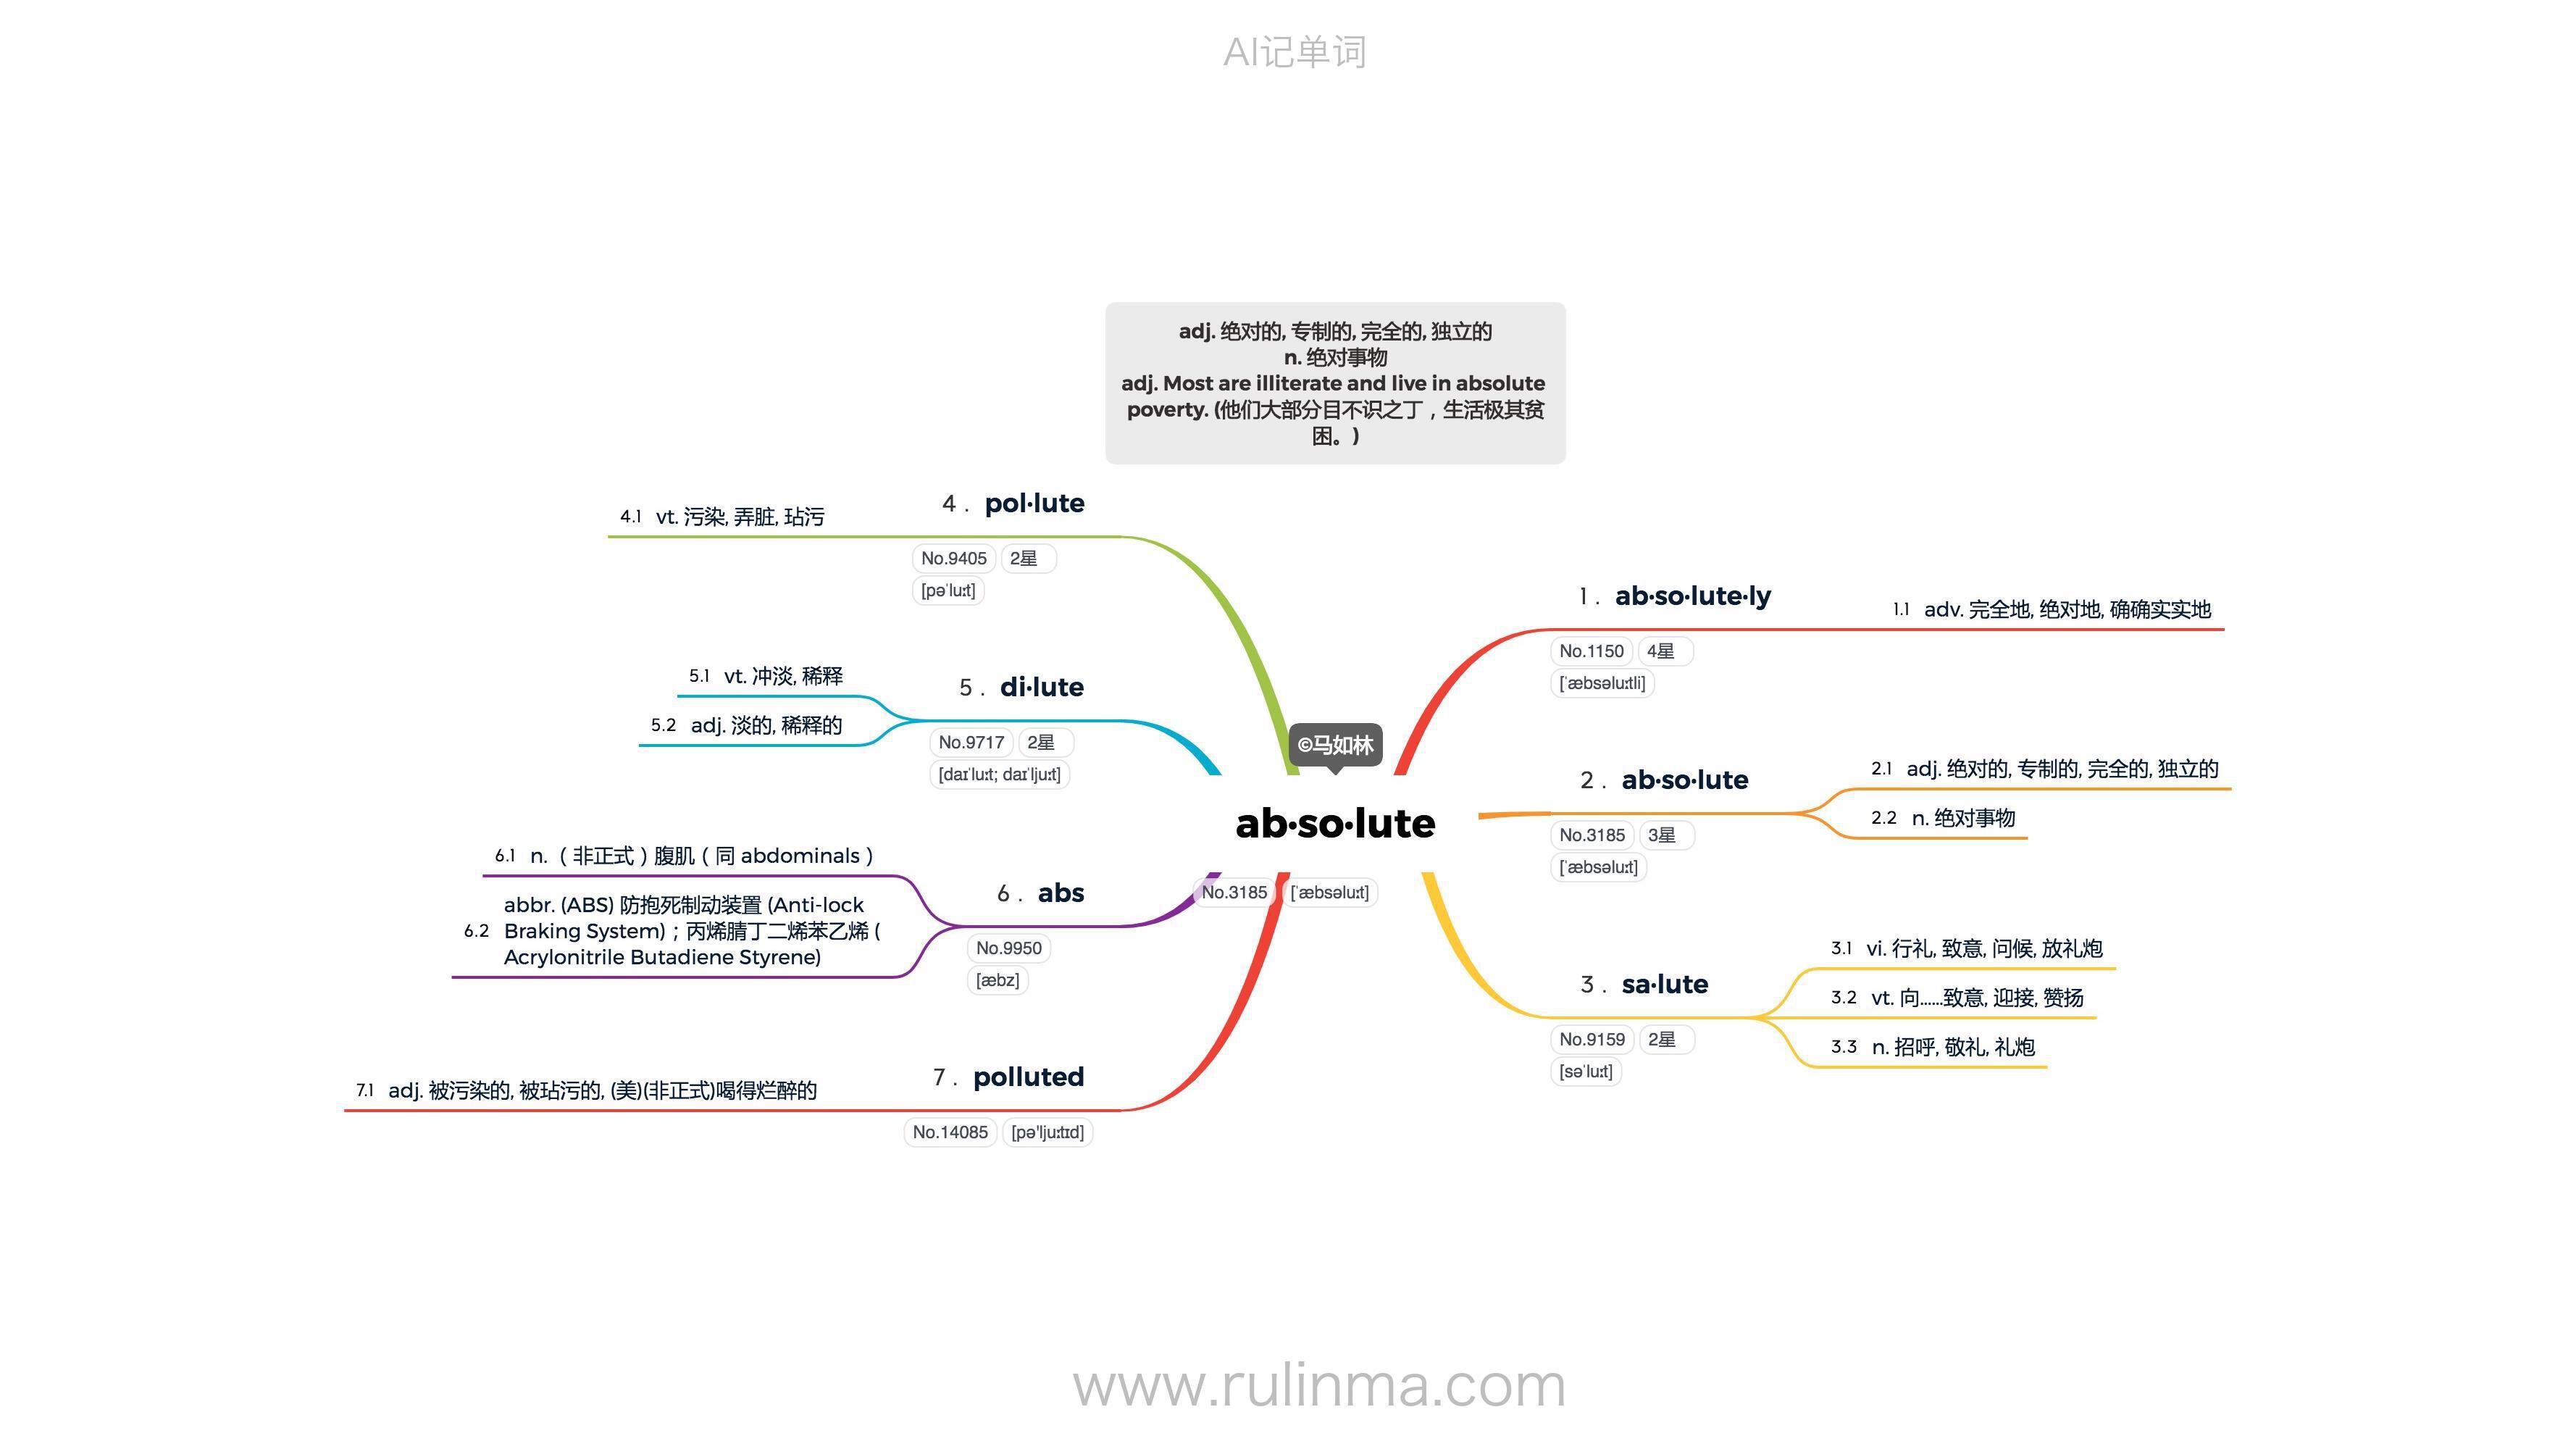 AI记单词
adj. 绝对的, 专制的, 完全的, 独立的
n. 绝对事物
adj. Most are illiterate and live in absolute
poverty. (他们大部分目不识之丁，生活极其贫
困。)
©马如林
ab·so·lute
No.3185 [ˈæbsəluːt]
1 . ab·so·lute·ly
No.1150 4星
[ˈæbsəluːtli]
1.1 adv. 完全地, 绝对地, 确确实实地
2 . ab·so·lute
No.3185 3星
[ˈæbsəluːt]
2.1 adj. 绝对的, 专制的, 完全的, 独立的
2.2 n. 绝对事物
3 . sa·lute
No.9159 2星
[səˈluːt]
3.1 vi. 行礼, 致意, 问候, 放礼炮
3.2 vt. 向......致意, 迎接, 赞扬
3.3 n. 招呼, 敬礼, 礼炮
4 . pol·lute
No.9405 2星
[pəˈluːt]
4.1 vt. 污染, 弄脏, 玷污
5 . di·lute
No.9717 2星
[daɪˈluːt; daɪˈljuːt]
5.1 vt. 冲淡, 稀释
5.2 adj. 淡的, 稀释的
6 . abs
No.9950
[æbz]
6.1 n.（非正式）腹肌（同 abdominals）
6.2 abbr. (ABS) 防抱死制动装置 (Anti-lock
Braking System)；丙烯腈丁二烯苯乙烯 (
Acrylonitrile Butadiene Styrene)
7 . polluted
No.14085 [pə'ljuːtɪd]
7.1 adj. 被污染的, 被玷污的, (美)(非正式)喝得烂醉的
www.rulinma.com